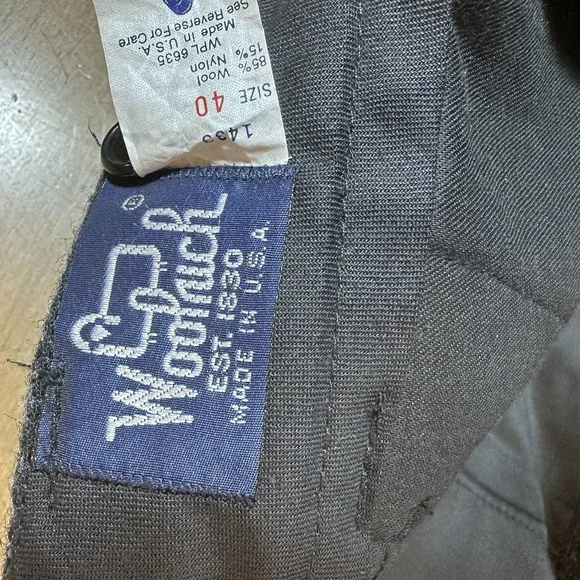 SIZE 40
85% Wool
15% Nylon
WPL 6635
Made in U.S.A.
See Reverse For Care
Woolrich
®
EST. 1830
MADE IN U.S.A.